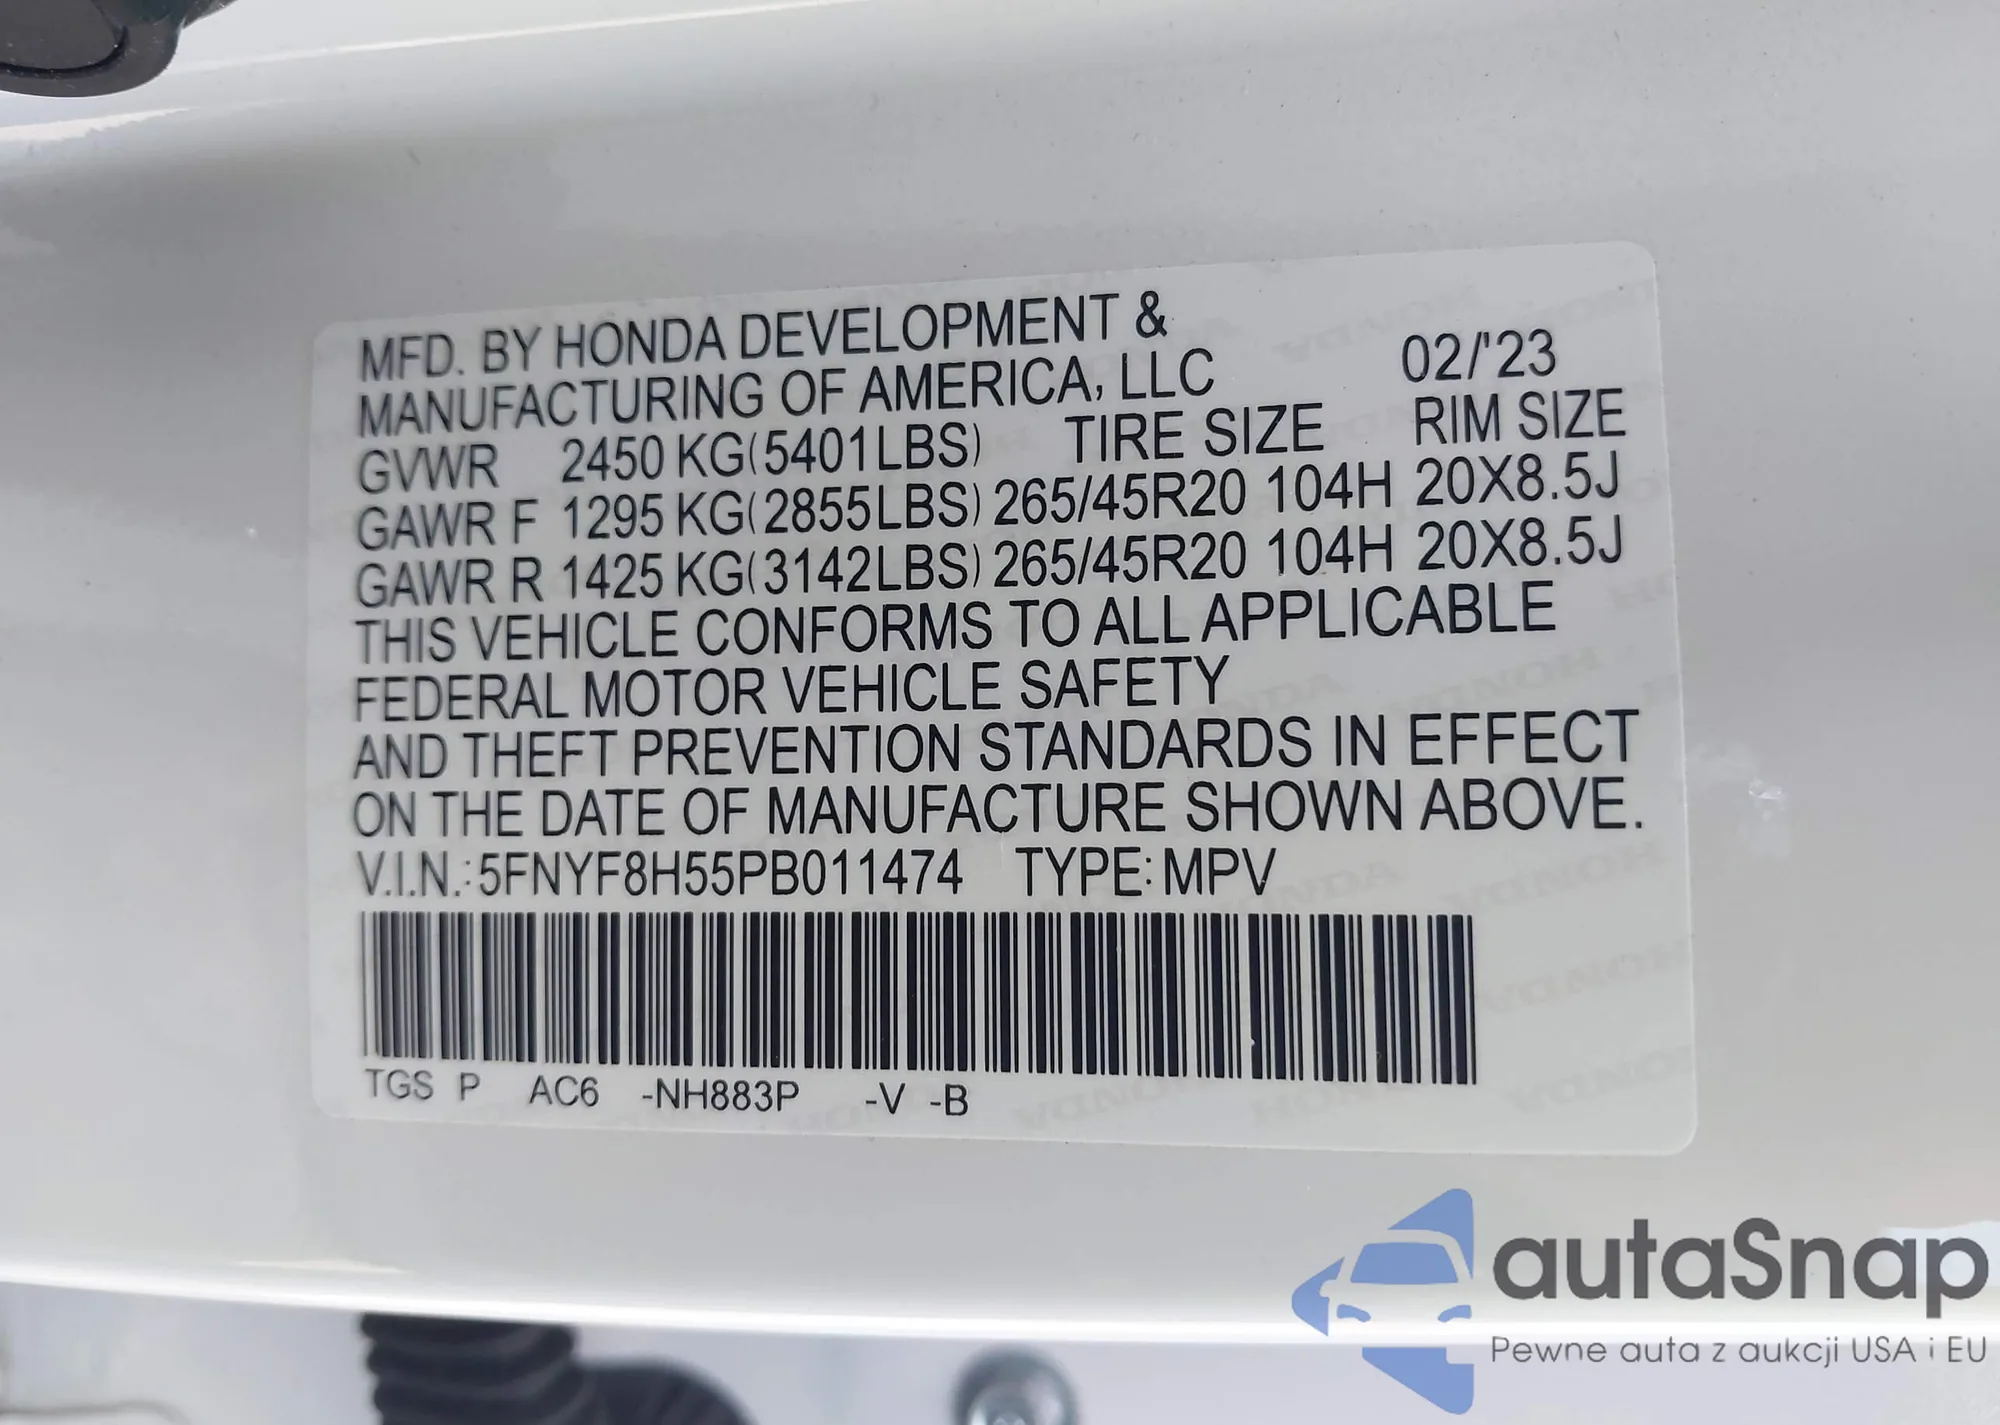 MFD. BY HONDA DEVELOPMENT &
MANUFACTURING OF AMERICA, LLC 02/'23
GVWR 2450 KG(5401LBS) TIRE SIZE RIM SIZE
GAWR F 1295 KG(2855LBS) 265/45R20 104H 20X8.5J
GAWR R 1425 KG(3142LBS) 265/45R20 104H 20X8.5J
THIS VEHICLE CONFORMS TO ALL APPLICABLE
FEDERAL MOTOR VEHICLE SAFETY
AND THEFT PREVENTION STANDARDS IN EFFECT
ON THE DATE OF MANUFACTURE SHOWN ABOVE.
V.I.N.:5FNYF8H55PB011474 TYPE:MPV
TGS P AC6 -NH883P -V -B
autaSnap
Pewne auta z aukcji USA i EU